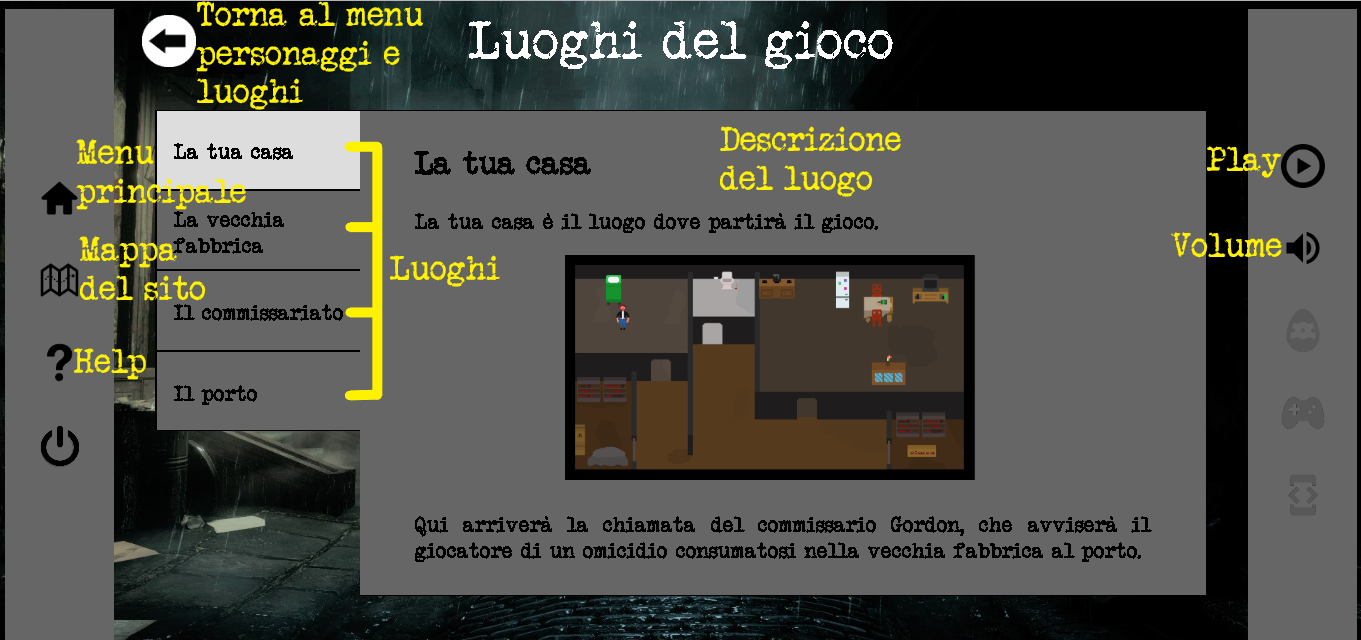 Torna al menu
personaggi e
luoghi
Luoghi del gioco
Menu
principale
Mappa
del sito
Help
La tua casa
La vecchia
fabbrica
Il commissariato
Il porto
Luoghi
La tua casa
Descrizione
del luogo
La tua casa è il luogo dove partirà il gioco.
Qui arriverà la chiamata del commissario Gordon, che avviserà il
giocatore di un omicidio consumatosi nella vecchia fabbrica al porto.
Play
Volume